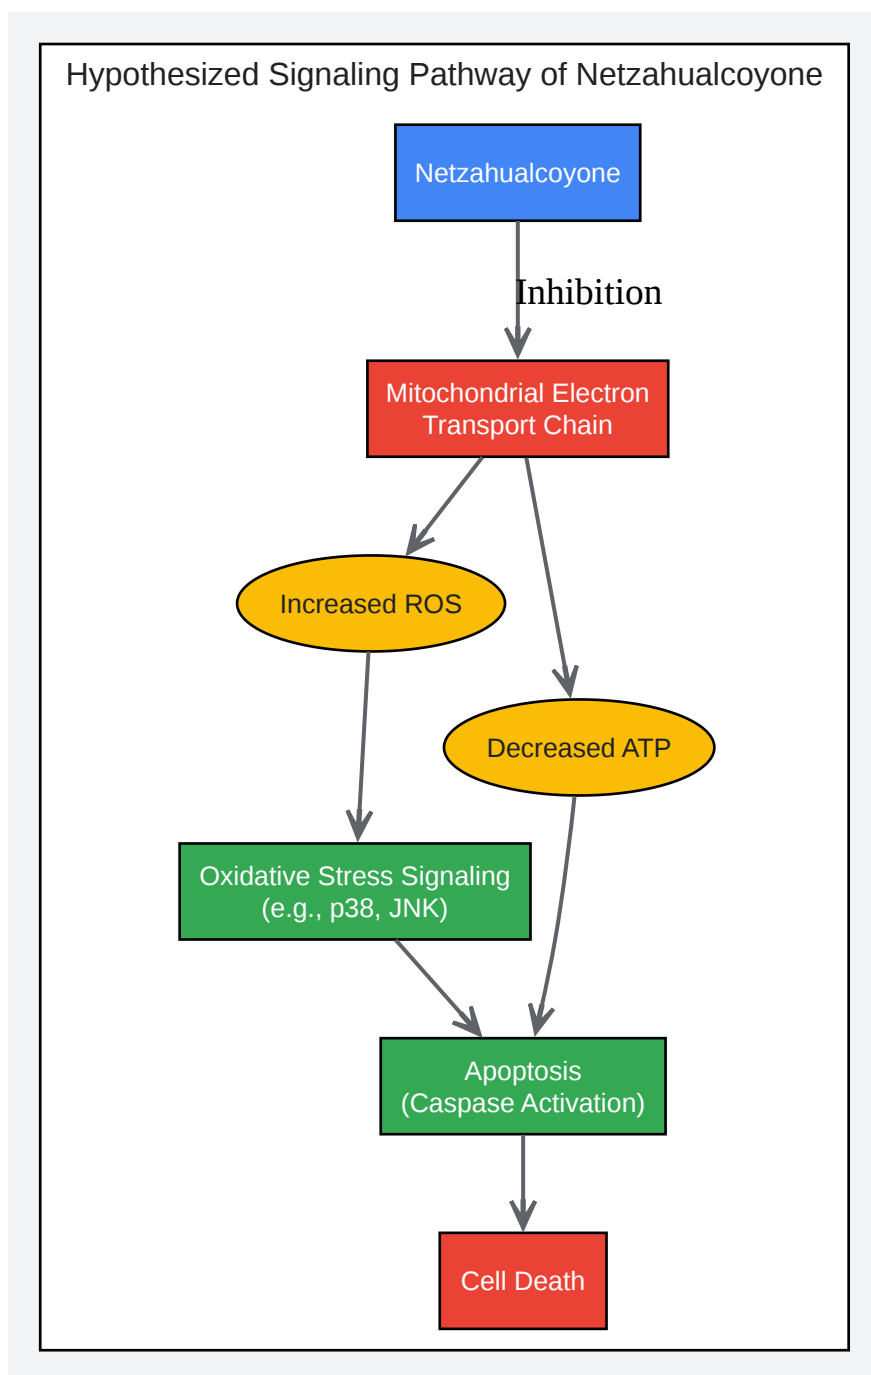 Hypothesized Signaling Pathway of Netzahualcoyone
Netzahualcoyone
Inhibition
Mitochondrial Electron
Transport Chain
Increased ROS
Decreased ATP
Oxidative Stress Signaling
(e.g., p38, JNK)
Apoptosis
(Caspase Activation)
Cell Death